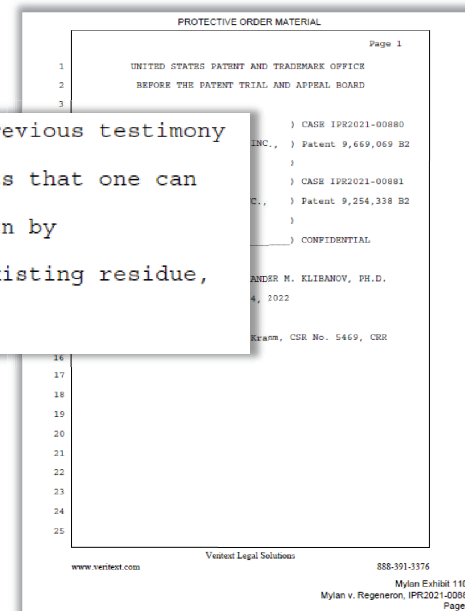 PROTECTIVE ORDER MATERIAL
Page 1
1 UNITED STATES PATENT AND TRADEMARK OFFICE
2 BEFORE THE PATENT TRIAL AND APPEAL BOARD
3
) CASE IPR2021-00880
INC., ) Patent 9,669,069 B2
)
) CASE IPR2021-00881
C., ) Patent 9,254,338 B2
)
) CONFIDENTIAL
ANDER M. KLIBANOV, PH.D.
4, 2022
Kramm, CSR No. 5469, CRR
evious testimony
s that one can
n by
isting residue,
16
17
18
19
20
21
22
23
24
25
Veritext Legal Solutions
www.veritext.com 888-391-3376
Mylan Exhibit 110
Mylan v. Regeneron, IPR2021-0088
Page